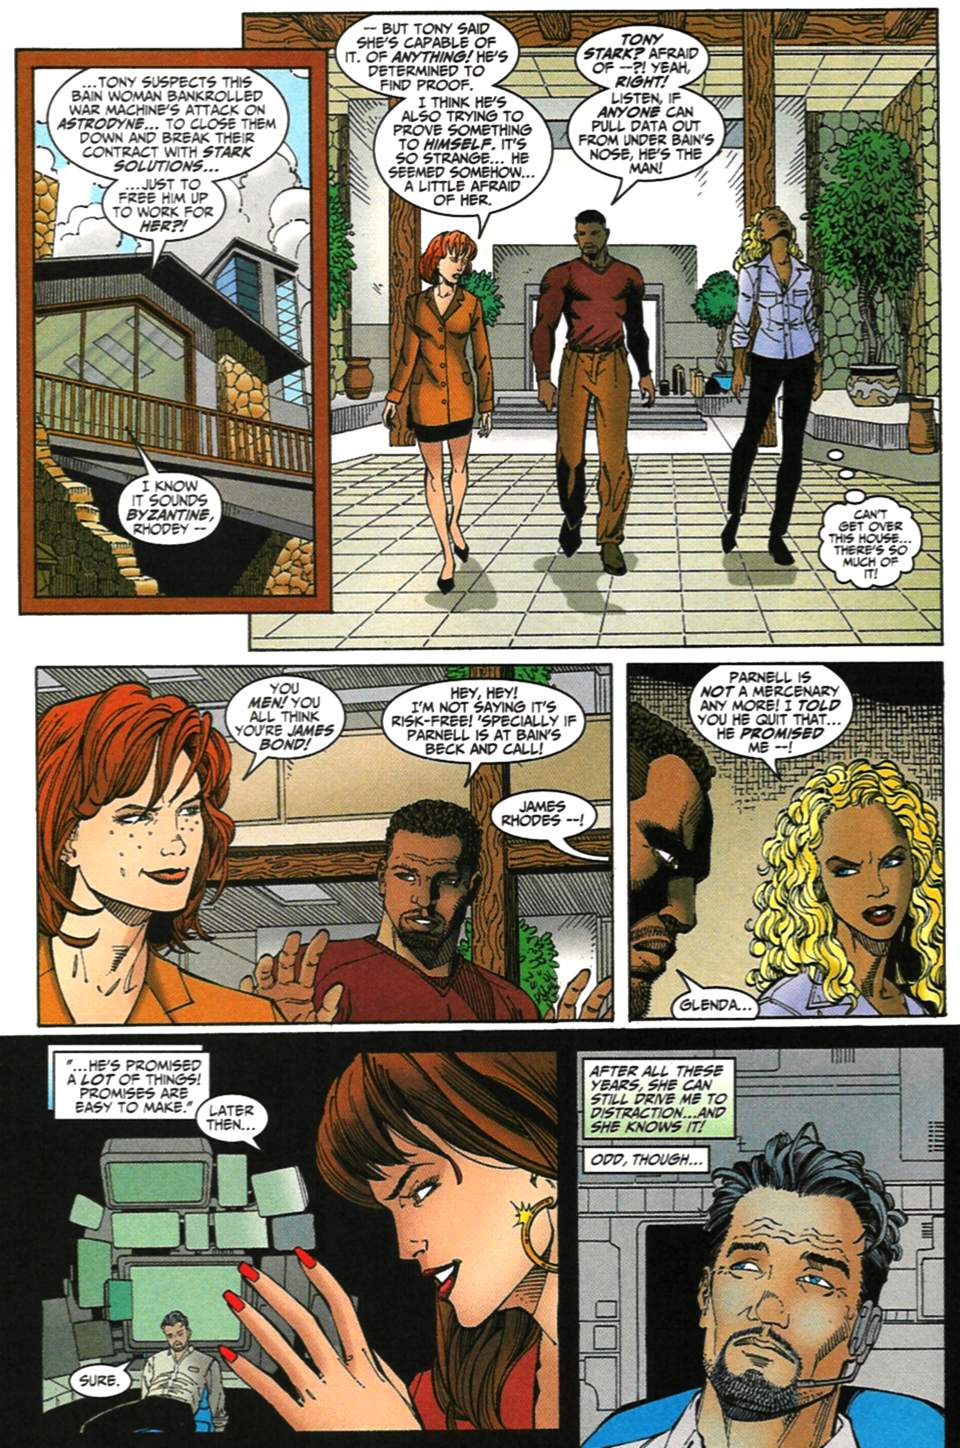 ...TONY SUSPECTS THIS
BAIN WOMAN BANKROLLED
WAR MACHINE'S ATTACK ON
ASTRODYNE... TO CLOSE THEM
DOWN AND BREAK THEIR
CONTRACT WITH STARK
SOLUTIONS...
...JUST TO
FREE HIM UP
TO WORK FOR
HER?!
I KNOW
IT SOUNDS
BYZANTINE,
RHODEY --
-- BUT TONY SAID
SHE'S CAPABLE OF
IT. OF ANYTHING! HE'S
DETERMINED TO
FIND PROOF.
I THINK HE'S
ALSO TRYING TO
PROVE SOMETHING
TO HIMSELF. IT'S
SO STRANGE... HE
SEEMED SOMEHOW...
A LITTLE AFRAID
OF HER.
TONY
STARK? AFRAID
OF --?! YEAH,
RIGHT!
LISTEN, IF
ANYONE CAN
PULL DATA OUT
FROM UNDER BAIN'S
NOSE, HE'S THE
MAN!
CAN'T
GET OVER
THIS HOUSE...
THERE'S SO
MUCH OF
IT!
YOU
MEN! YOU
ALL THINK
YOU'RE JAMES
BOND!
HEY, HEY!
I'M NOT SAYING IT'S
RISK-FREE! 'SPECIALLY IF
PARNELL IS AT BAIN'S
BECK AND CALL!
JAMES
RHODES --!
PARNELL IS
NOT A MERCENARY
ANY MORE! I TOLD
YOU HE QUIT THAT...
HE PROMISED
ME --!
GLENDA...
"...HE'S PROMISED
A LOT OF THINGS!
PROMISES ARE
EASY TO MAKE."
LATER
THEN...
SURE.
AFTER ALL THESE
YEARS, SHE CAN
STILL DRIVE ME TO
DISTRACTION...AND
SHE KNOWS IT!
ODD, THOUGH...